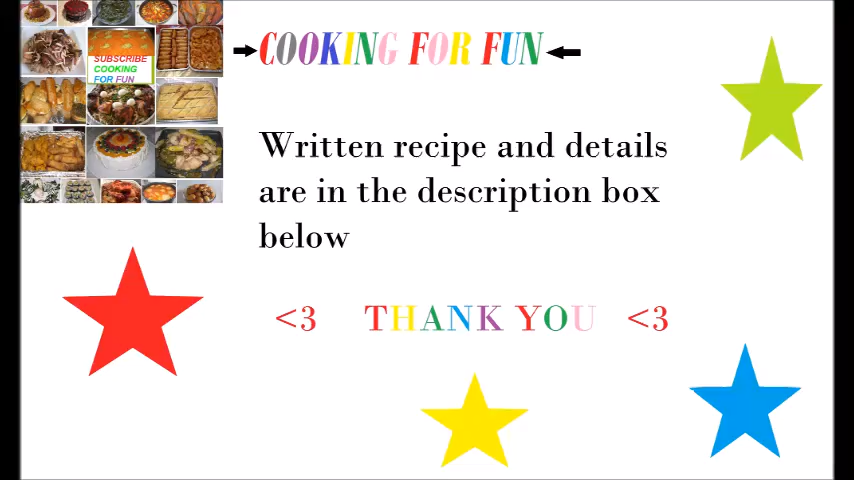 COOKING FOR FUN
SUBSCRIBE
COOKING
FOR FUN
Written recipe and details
are in the description box
below
<3 THANK YOU <3